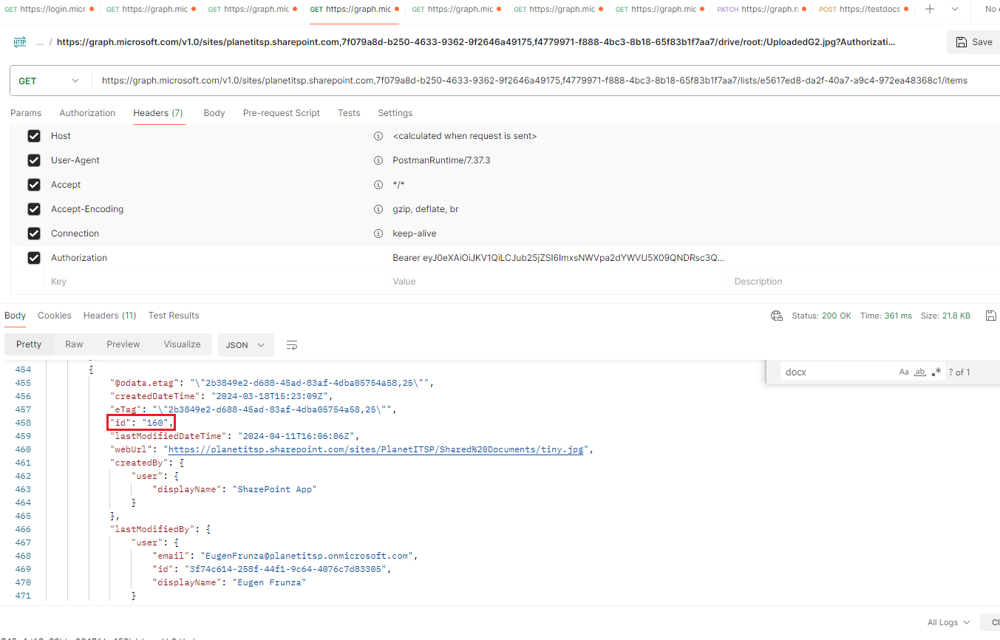 GET https://login.micr GET https://graph.mic GET https://graph.mic GET https://graph.mic GET https://graph.mic GET https://graph.mic GET https://graph.mic PATCH https://graph.r POST https://testdocs + No
HTTP ... / https://graph.microsoft.com/v1.0/sites/planetitsp.sharepoint.com,7f079a8d-b250-4633-9362-9f2646a49175,f4779971-f888-4bc3-8b18-65f83b1f7aa7/drive/root:/UploadedG2.jpg?Authorizati... Save
GET https://graph.microsoft.com/v1.0/sites/planetitsp.sharepoint.com,7f079a8d-b250-4633-9362-9f2646a49175,f4779971-f888-4bc3-8b18-65f83b1f7aa7/lists/e5617ed8-da2f-40a7-a9c4-972ea48368c1/items
Params Authorization Headers (7) Body Pre-request Script Tests Settings
Host <calculated when request is sent>
User-Agent PostmanRuntime/7.37.3
Accept */*
Accept-Encoding gzip, deflate, br
Connection keep-alive
Authorization Bearer eyJ0eXAiOiJKV1QiLCJub25jZSI6ImxsNWVpa2dYWVU5X09QNDRsc3Q...
Key Value Description
Body Cookies Headers (11) Test Results Status: 200 OK Time: 361 ms Size: 21.8 KB
Pretty Raw Preview Visualize JSON
454 {
docx Aa ab .* ? of 1
455 "@odata.etag": "\"2b3849e2-d688-45ad-83af-4dba05754a58,25\"",
456 "createdDateTime": "2024-03-18T15:23:09Z",
457 "eTag": "\"2b3849e2-d688-45ad-83af-4dba05754a58,25\"",
458 "id": "160",
459 "lastModifiedDateTime": "2024-04-11T16:06:06Z",
460 "webUrl": "https://planetitsp.sharepoint.com/sites/PlanetITSP/Shared%20Documents/tiny.jpg",
461 "createdBy": {
462 "user": {
463 "displayName": "SharePoint App"
464 }
465 },
466 "lastModifiedBy": {
467 "user": {
468 "email": "EugenFrunza@planetitsp.onmicrosoft.com",
469 "id": "3f74c614-258f-44f1-9c64-4076c7d83305",
470 "displayName": "Eugen Frunza"
471 }
All Logs Cl